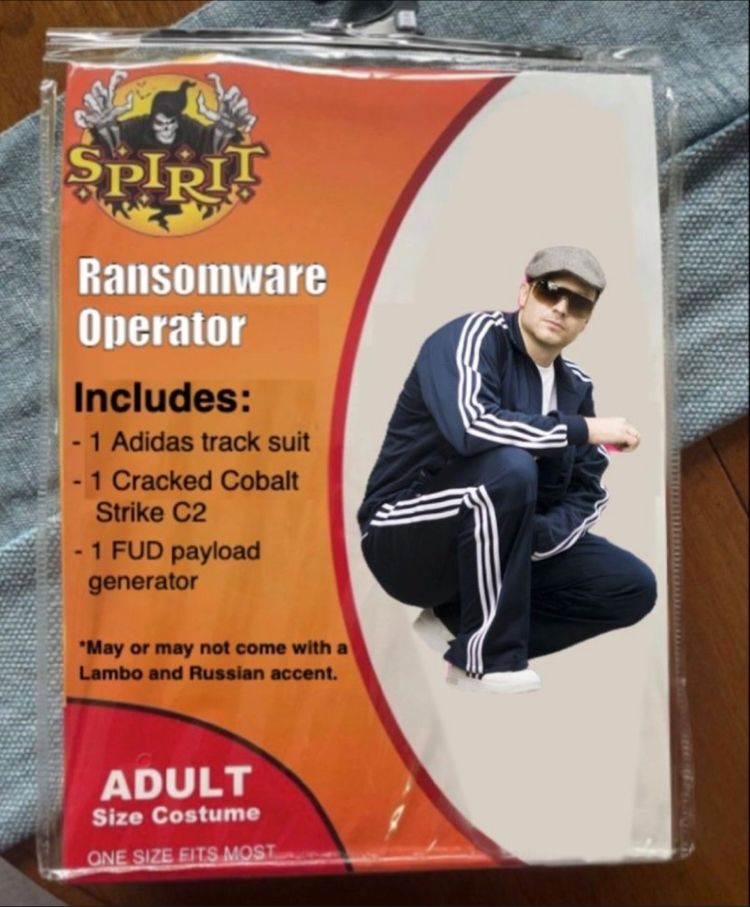 SPIRIT
Ransomware
Operator
Includes:
- 1 Adidas track suit
- 1 Cracked Cobalt
Strike C2
- 1 FUD payload
generator
*May or may not come with a
Lambo and Russian accent.
ADULT
Size Costume
ONE SIZE FITS MOST